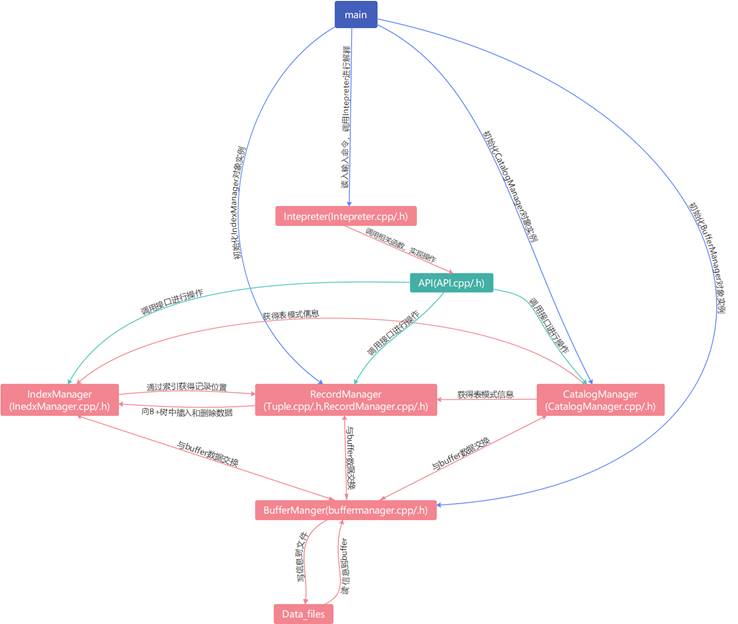 main
读入输入命令，调用Intepreter进行解释
初始化IndexManager对象实例
初始化CatalogManager对象实例
初始化BufferManager对象实例
Intepreter(Intepreter.cpp/.h)
调用相关函数，实现操作
API(API.cpp/.h)
调用接口进行操作
获得表模式信息
调用接口进行操作
调用接口进行操作
IndexManager
(InedxManager.cpp/.h)
通过索引获得记录位置
向B+树中插入和删除数据
RecordManager
(Tuple.cpp/.h,RecordManager.cpp/.h)
获得表模式信息
CatalogManager
(CatalogManager.cpp/.h)
与buffer数据交换
与buffer数据交换
与buffer数据交换
BufferManger(buffermanager.cpp/.h)
写信息到文件
读信息到buffer
Data_files